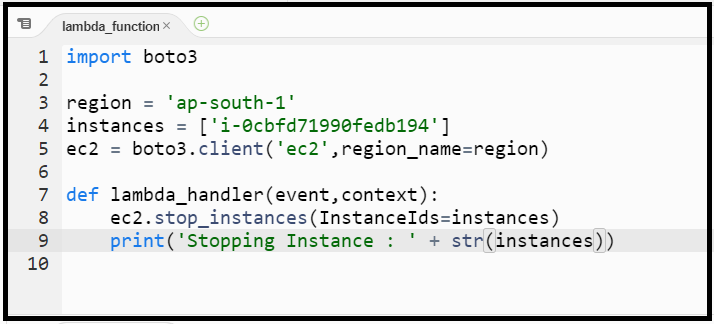 lambda_function ×
1 import boto3
2
3 region = 'ap-south-1'
4 instances = ['i-0cbfd71990fedb194']
5 ec2 = boto3.client('ec2',region_name=region)
6
7 def lambda_handler(event,context):
8     ec2.stop_instances(InstanceIds=instances)
9     print('Stopping Instance : ' + str(instances))
10